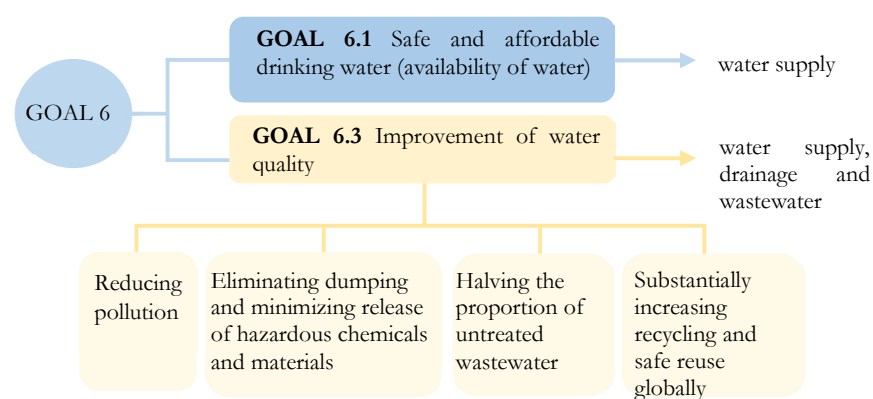 GOAL 6
GOAL 6.1 Safe and affordable
drinking water (availability of water)
water supply
GOAL 6.3 Improvement of water
quality
water supply,
drainage and
wastewater
Reducing
pollution
Eliminating dumping
and minimizing release
of hazardous chemicals
and materials
Halving the
proportion of
untreated
wastewater
Substantially
increasing
recycling and
safe reuse
globally